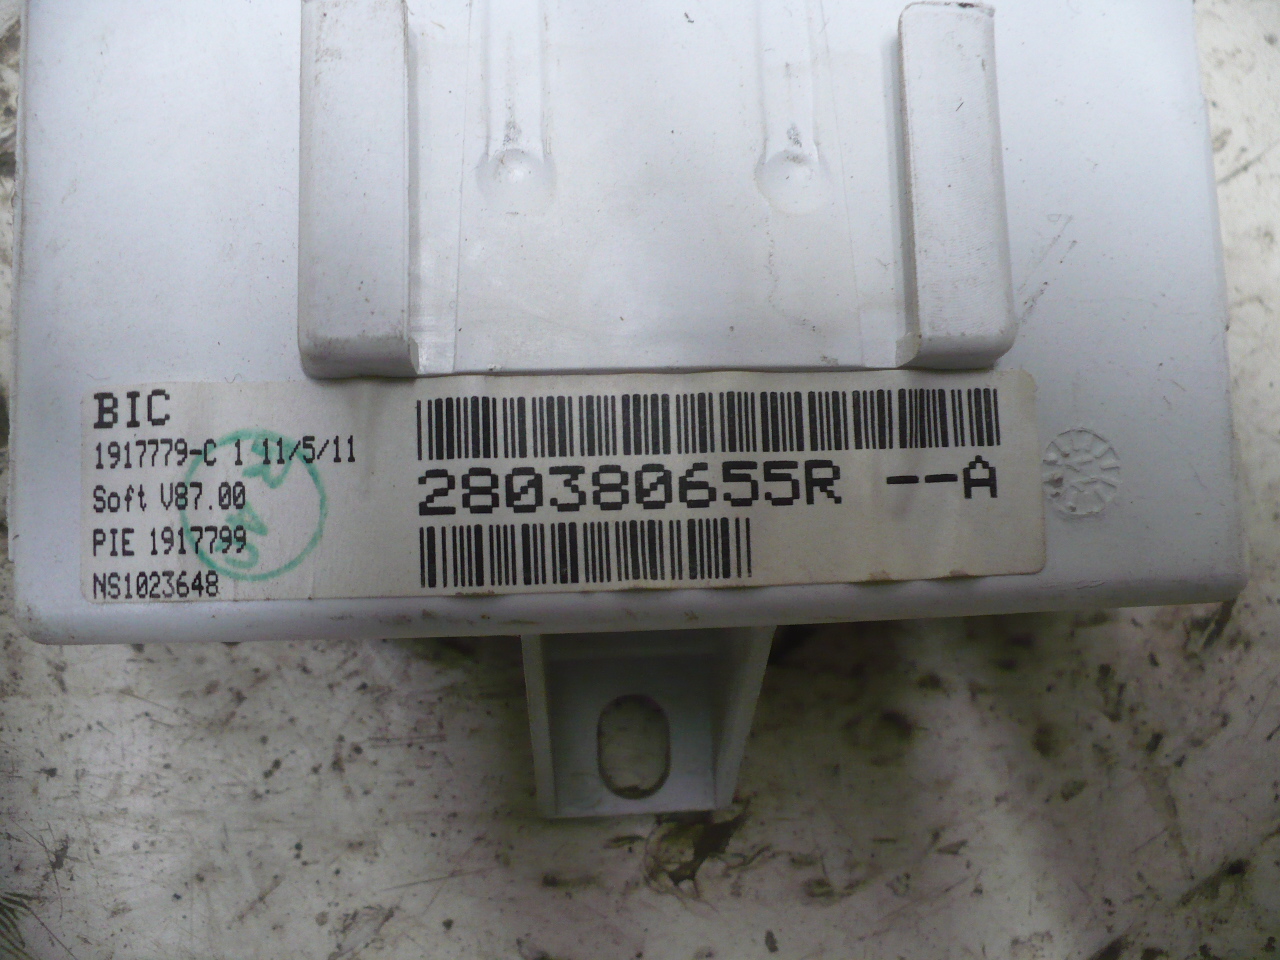 BIC
1917779-C 1 11/5/11
Soft V87.00
PIE 1917799
NS1023648
280380655R --A